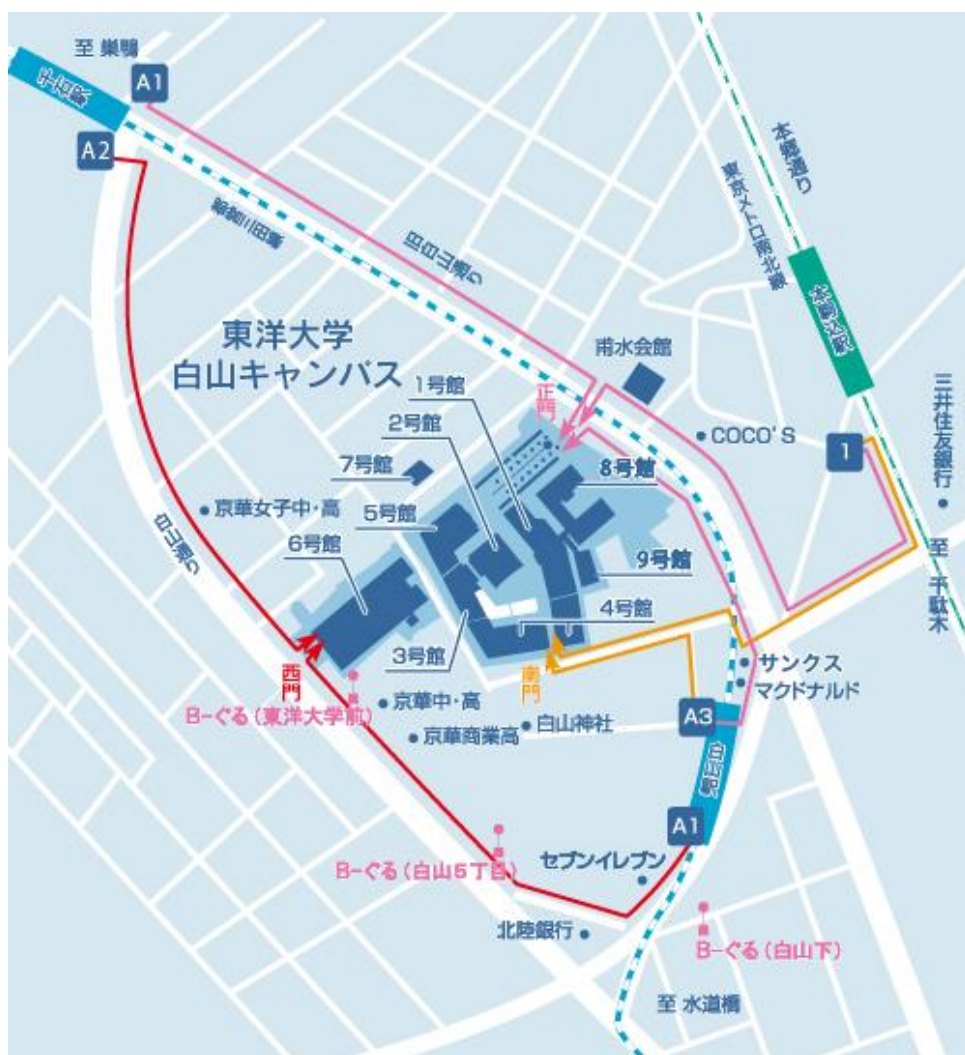 至 巣鴨
千石駅
A1
A2
都営三田線
旧白山通り
本郷通り
東京メトロ南北線
本駒込駅
東洋大学
白山キャンパス
甫水会館
正門
1号館
2号館
COCO'S
1
三井住友銀行
7号館
8号館
京華女子中・高
5号館
白山通り
6号館
9号館
至 千駄木
4号館
3号館
西門
南門
サンクス
マクドナルド
B-ぐる(東洋大学前)
京華中・高
白山神社
京華商業高
A3
白山駅
A1
セブンイレブン
B-ぐる(白山5丁目)
北陸銀行
B-ぐる(白山下)
至 水道橋